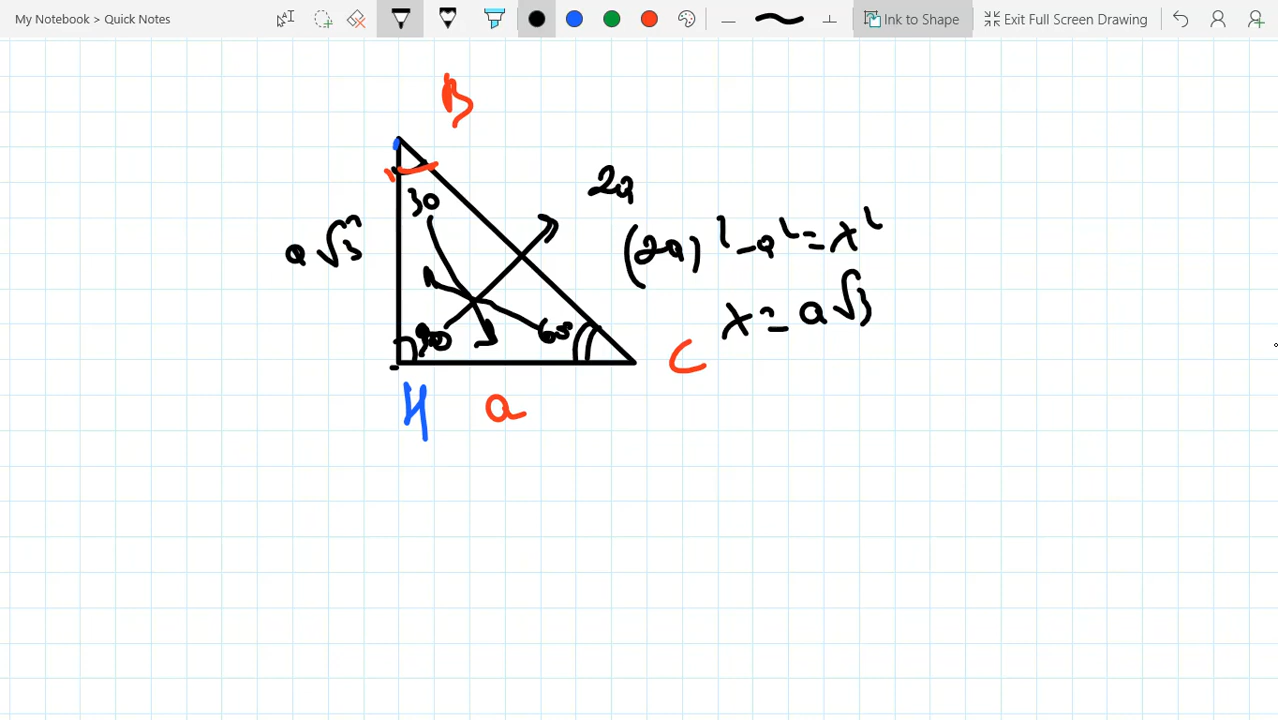 My Notebook > Quick Notes
Ink to Shape
Exit Full Screen Drawing
B
2a
30
a√3
(2a)² - a² = x²
x = a√3
90
60
C
H
a